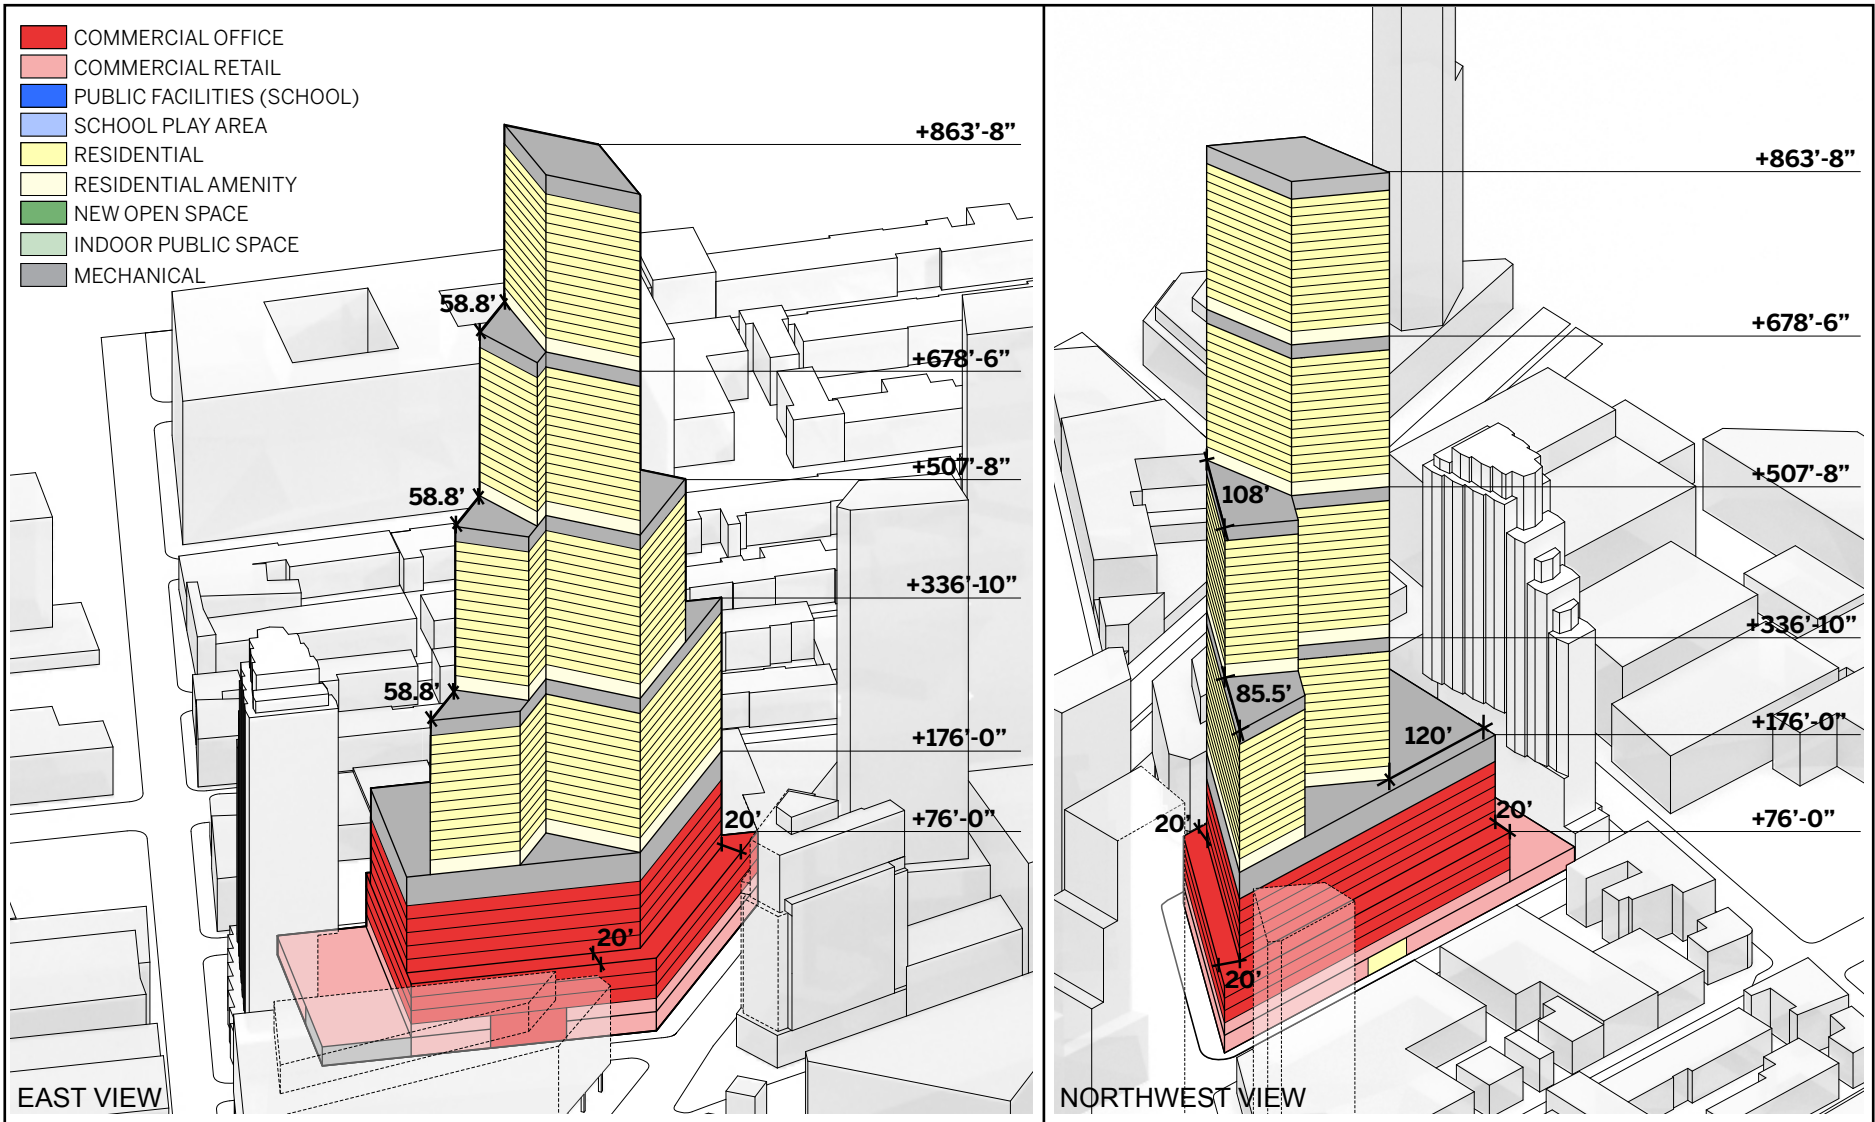 COMMERCIAL OFFICE
COMMERCIAL RETAIL
PUBLIC FACILITIES (SCHOOL)
SCHOOL PLAY AREA
RESIDENTIAL
RESIDENTIAL AMENITY
NEW OPEN SPACE
INDOOR PUBLIC SPACE
MECHANICAL
+863’-8”
58.8’
+678’-6”
+507’-8”
58.8’
+336’-10”
58.8’
+176’-0”
20’
+76’-0”
20’
EAST VIEW
+863’-8”
+678’-6”
+507’-8”
108’
+336’-10”
85.5’
+176’-0”
120’
20’
20’
+76’-0”
20’
NORTHWEST VIEW